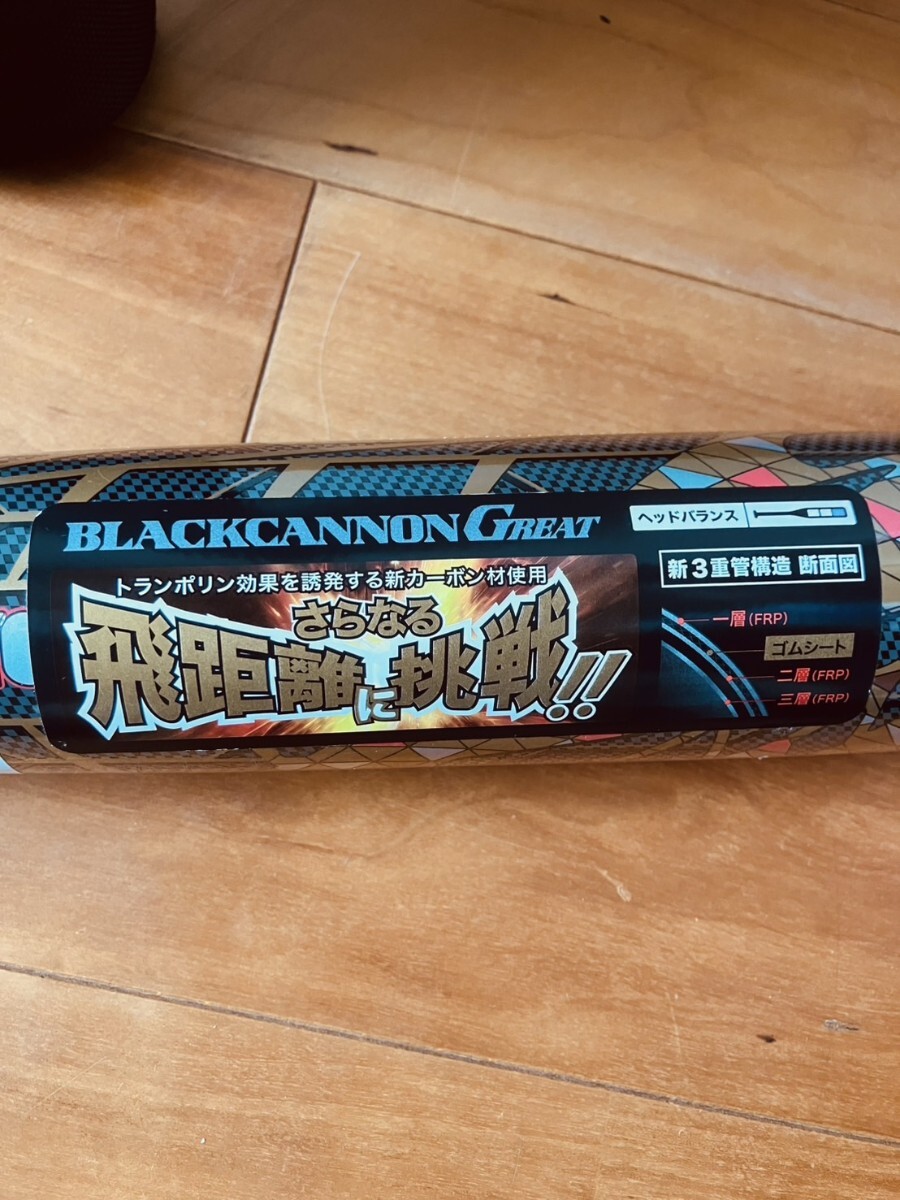 BLACKCANNON GREAT
ヘッドバランス
トランポリン効果を誘発する新カーボン材使用
さらなる
飛距離に挑戦!!
新3重管構造 断面図
一層(FRP)
ゴムシート
二層(FRP)
三層(FRP)